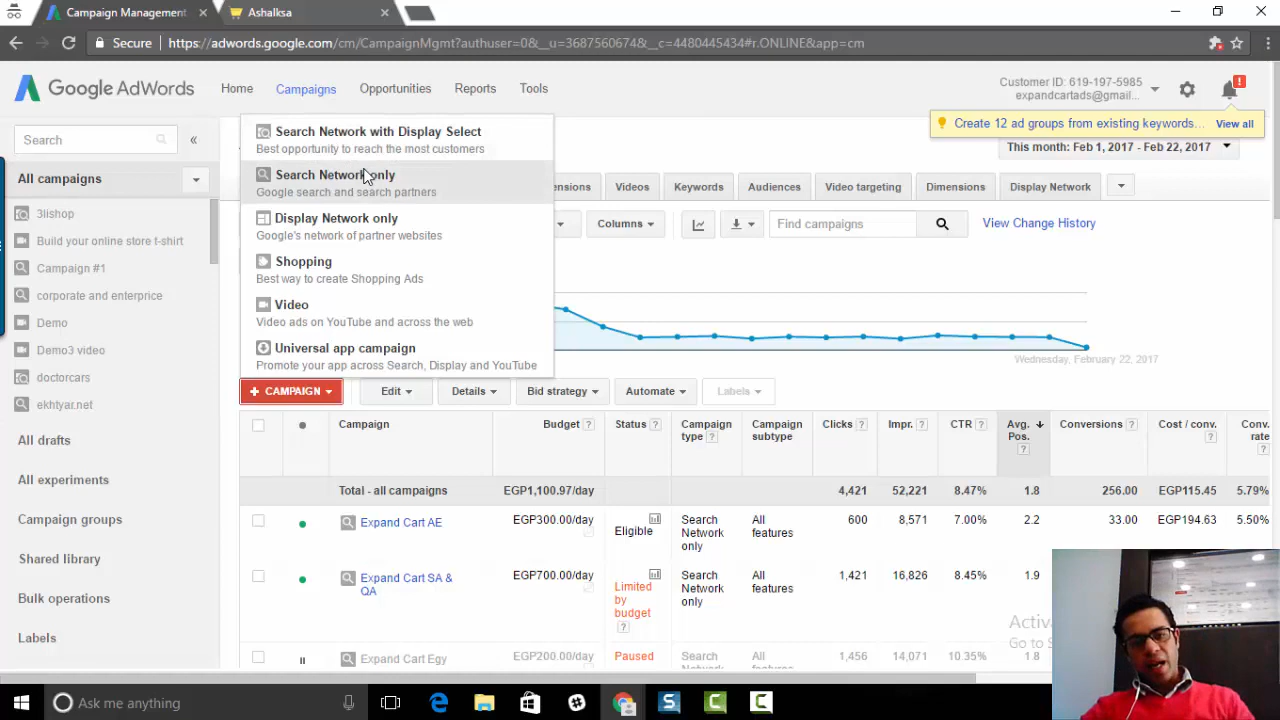 Campaign Management
Ashalksa
Secure
https://adwords.google.com/cm/CampaignMgmt?authuser=0&__u=36875606748&__c=4480445434#r.ONLINE&app=cm
Google AdWords
Home
Campaigns
Opportunities
Reports
Tools
Customer ID: 619-197-5985
expandcartads@gmail...
!
Create 12 ad groups from existing keywords...
View all
This month: Feb 1, 2017 - Feb 22, 2017
Search
«
All campaigns
3lishop
Build your online store t-shirt
Campaign #1
corporate and enterprice
Demo
Demo3 video
doctorcars
ekhtyar.net
All drafts
All experiments
Campaign groups
Shared library
Bulk operations
Labels
Search Network with Display Select
Best opportunity to reach the most customers
Search Network only
Google search and search partners
Display Network only
Google's network of partner websites
Shopping
Best way to create Shopping Ads
Video
Video ads on YouTube and across the web
Universal app campaign
Promote your app across Search, Display and YouTube
ensions
Videos
Keywords
Audiences
Video targeting
Dimensions
Display Network
Columns
Find campaigns
View Change History
Wednesday, February 22, 2017
+ CAMPAIGN
Edit
Details
Bid strategy
Automate
Labels
Campaign
Budget ?
Status ?
Campaign type ?
Campaign subtype
Clicks ?
Impr. ?
CTR ?
Avg. Pos. ?
Conversions ?
Cost / conv. ?
Conv. rate ?
Total - all campaigns
EGP1,100.97/day
4,421
52,221
8.47%
1.8
256.00
EGP115.45
5.79%
Expand Cart AE
EGP300.00/day
Eligible
Search Network only
All features
600
8,571
7.00%
2.2
33.00
EGP194.63
5.50%
Expand Cart SA & QA
EGP700.00/day
Limited by budget ?
Search Network only
All features
1,421
16,826
8.45%
1.9
Expand Cart Egy
EGP200.00/day
Paused
Search Network
All
1,456
14,071
10.35%
1.8
Activa
Go to S
Ask me anything